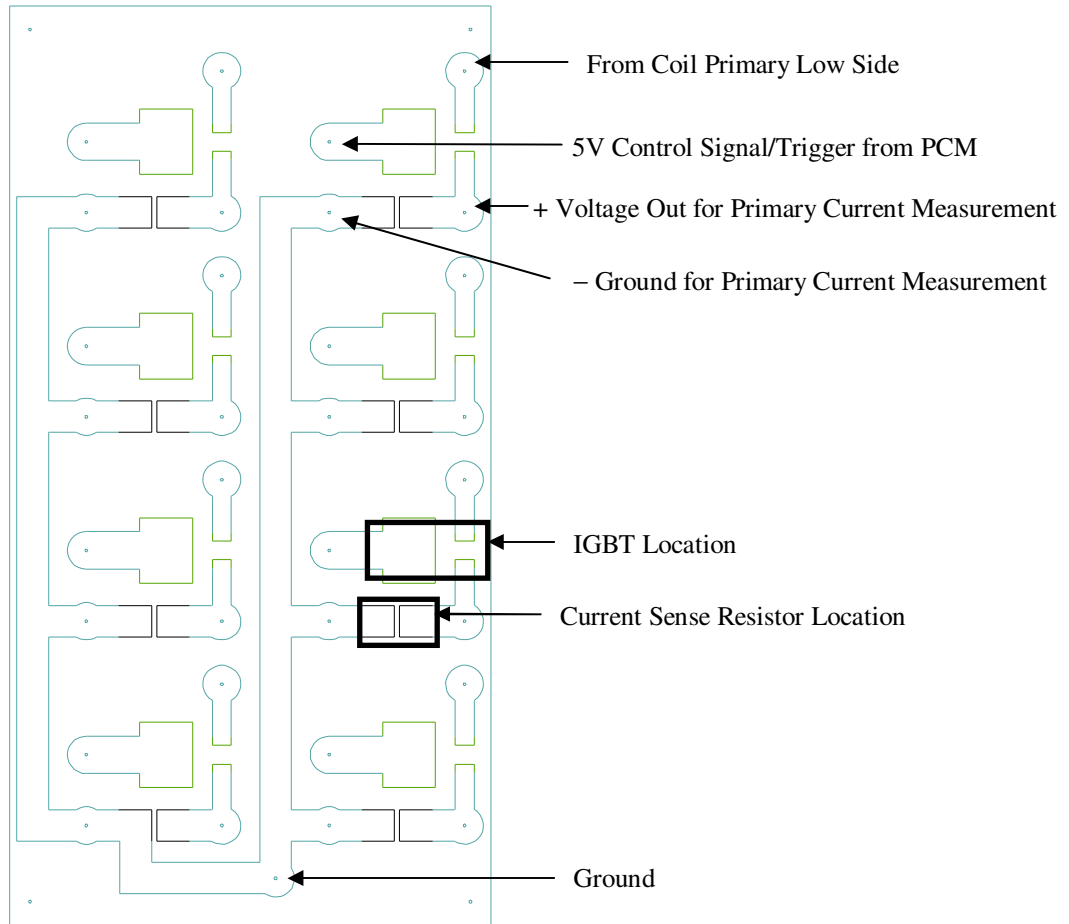 From Coil Primary Low Side
5V Control Signal/Trigger from PCM
+ Voltage Out for Primary Current Measurement
− Ground for Primary Current Measurement
IGBT Location
Current Sense Resistor Location
Ground